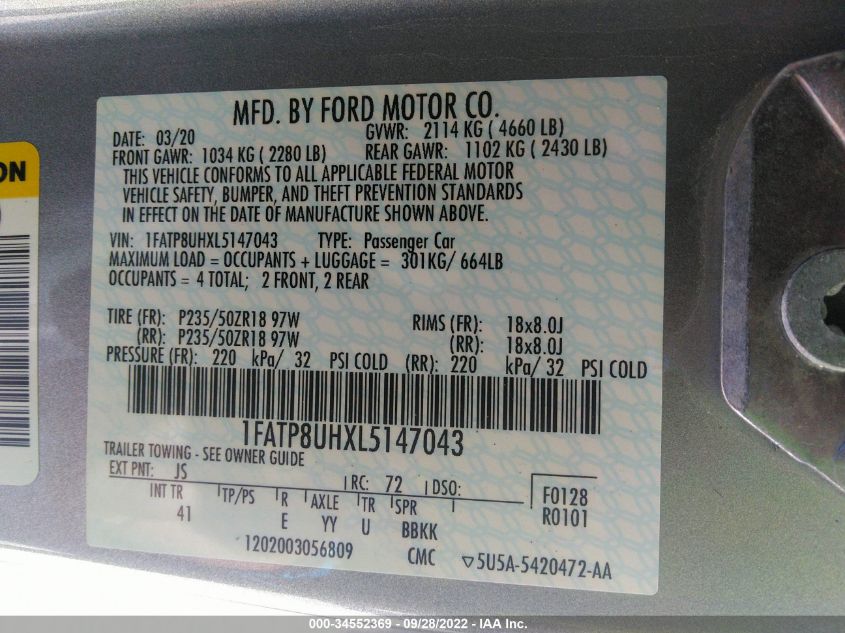 ON
MFD. BY FORD MOTOR CO.
DATE: 03/20 GVWR: 2114 KG ( 4660 LB)
FRONT GAWR: 1034 KG ( 2280 LB) REAR GAWR: 1102 KG ( 2430 LB)
THIS VEHICLE CONFORMS TO ALL APPLICABLE FEDERAL MOTOR
VEHICLE SAFETY, BUMPER, AND THEFT PREVENTION STANDARDS
IN EFFECT ON THE DATE OF MANUFACTURE SHOWN ABOVE.
VIN: 1FATP8UHXL5147043 TYPE: Passenger Car
MAXIMUM LOAD = OCCUPANTS + LUGGAGE = 301KG/ 664LB
OCCUPANTS = 4 TOTAL; 2 FRONT, 2 REAR
TIRE (FR): P235/50ZR18 97W RIMS (FR): 18x8.0J
(RR): P235/50ZR18 97W (RR): 18x8.0J
PRESSURE (FR): 220 kPa/ 32 PSI COLD (RR): 220 kPa/ 32 PSI COLD
1FATP8UHXL5147043
TRAILER TOWING - SEE OWNER GUIDE
EXT PNT: JS RC: 72 DSO:
INT TR TP/PS R AXLE TR SPR F0128
41 E YY U BBKK R0101
1202003056809 CMC ▽5U5A-5420472-AA
000-34552369 - 09/28/2022 - IAAI, Inc.